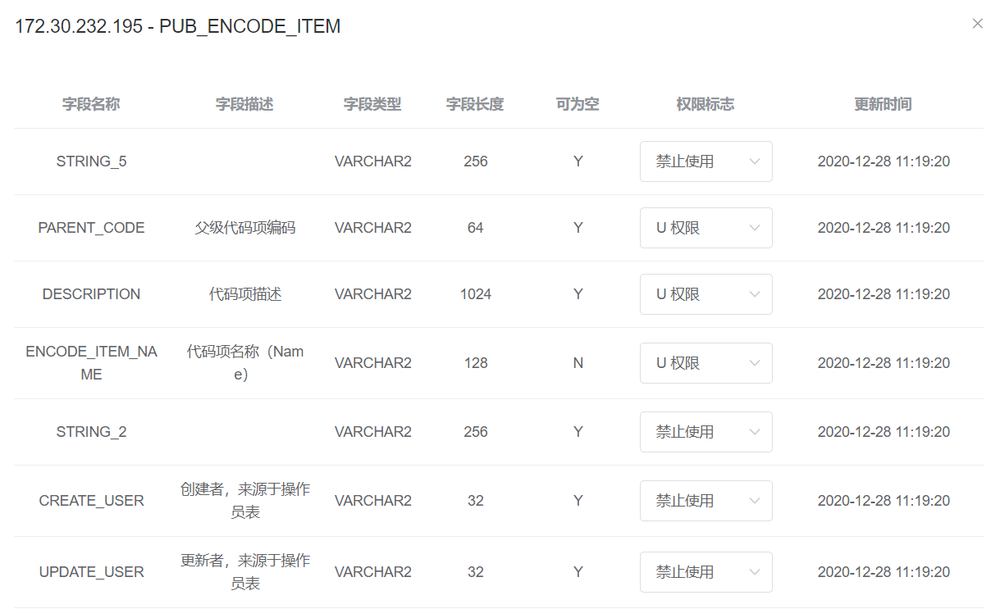 172.30.232.195 - PUB_ENCODE_ITEM
字段名称 字段描述 字段类型 字段长度 可为空 权限标志 更新时间
STRING_5 VARCHAR2 256 Y 禁止使用 2020-12-28 11:19:20
PARENT_CODE 父级代码项编码 VARCHAR2 64 Y U 权限 2020-12-28 11:19:20
DESCRIPTION 代码项描述 VARCHAR2 1024 Y U 权限 2020-12-28 11:19:20
ENCODE_ITEM_NA
ME
代码项名称（Nam
e）
VARCHAR2 128 N U 权限 2020-12-28 11:19:20
STRING_2 VARCHAR2 256 Y 禁止使用 2020-12-28 11:19:20
CREATE_USER
创建者，来源于操作
员表
VARCHAR2 32 Y 禁止使用 2020-12-28 11:19:20
UPDATE_USER
更新者，来源于操作
员表
VARCHAR2 32 Y 禁止使用 2020-12-28 11:19:20